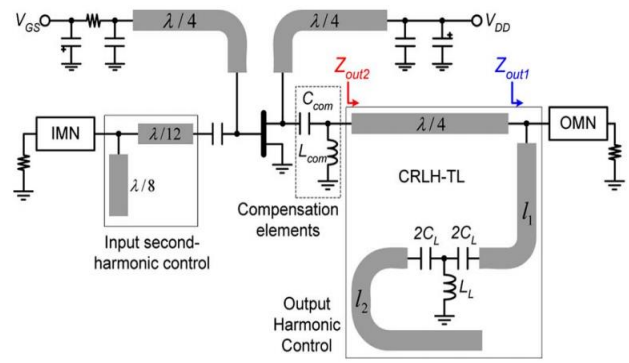 V_GS
λ/4
λ/4
V_DD
Z_out2
Z_out1
C_com
L_com
IMN
λ/12
λ/8
λ/4
OMN
CRLH-TL
Input second-
harmonic control
Compensation
elements
l_1
2C_L 2C_L
L_L
l_2
Output
Harmonic
Control